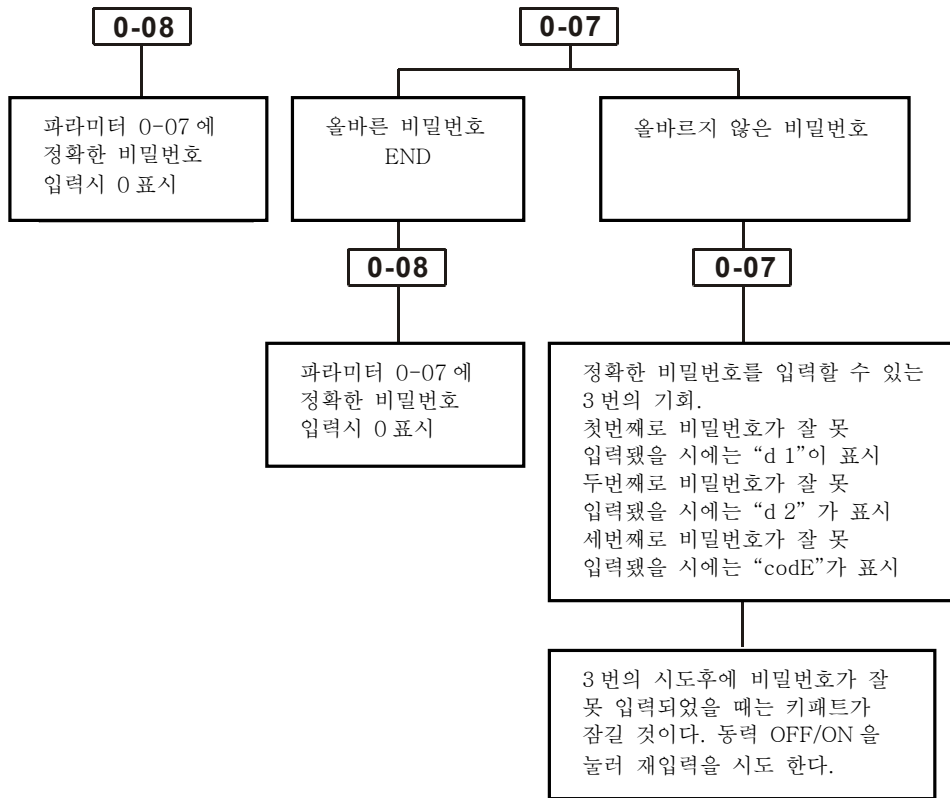 0-08
파라미터 0-07 에
정확한 비밀번호
입력시 0 표시
0-07
올바른 비밀번호
END
0-08
파라미터 0-07 에
정확한 비밀번호
입력시 0 표시
올바르지 않은 비밀번호
0-07
정확한 비밀번호를 입력할 수 있는
3 번의 기회.
첫번째로 비밀번호가 잘 못
입력됐을 시에는 “d 1”이 표시
두번째로 비밀번호가 잘 못
입력됐을 시에는 “d 2” 가 표시
세번째로 비밀번호가 잘 못
입력됐을 시에는 “codE”가 표시
3 번의 시도후에 비밀번호가 잘
못 입력되었을 때는 키패트가
잠길 것이다. 동력 OFF/ON 을
눌러 재입력을 시도 한다.